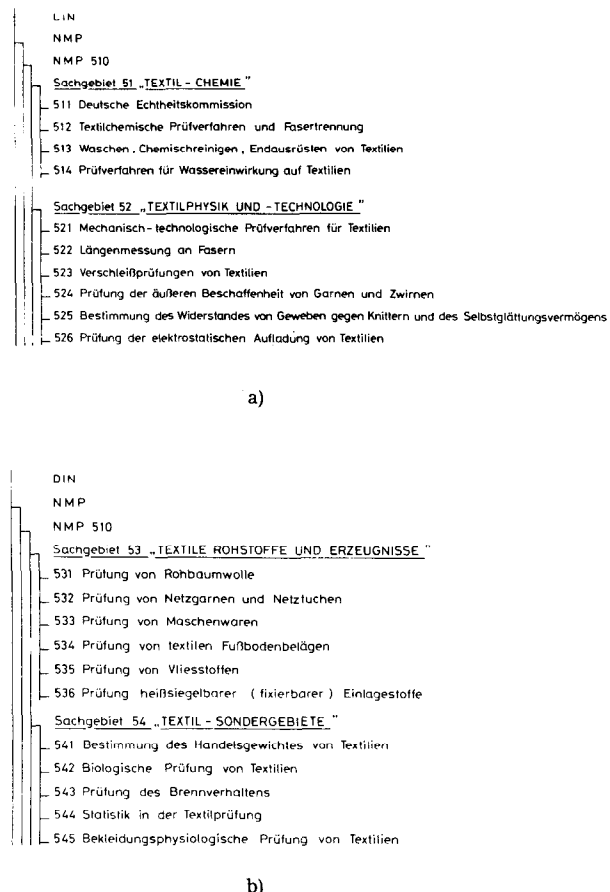 LIN
NMP
NMP 510
Sachgebiet 51 „TEXTIL - CHEMIE"
511 Deutsche Echtheitskommission
512 Textilchemische Prüfverfahren und Fasertrennung
513 Waschen, Chemischreinigen, Endausrüsten von Textilien
514 Prüfverfahren für Wassereinwirkung auf Textilien
Sachgebiet 52 „TEXTILPHYSIK UND - TECHNOLOGIE"
521 Mechanisch-technologische Prüfverfahren für Textilien
522 Längenmessung an Fasern
523 Verschleißprüfungen von Textilien
524 Prüfung der äußeren Beschaffenheit von Garnen und Zwirnen
525 Bestimmung des Widerstandes von Geweben gegen Knittern und des Selbstglättungsvermögens
526 Prüfung der elektrostatischen Aufladung von Textilien
a)
DIN
NMP
NMP 510
Sachgebiet 53 „TEXTILE ROHSTOFFE UND ERZEUGNISSE"
531 Prüfung von Rohbaumwolle
532 Prüfung von Netzgarnen und Netztuchen
533 Prüfung von Maschenwaren
534 Prüfung von textilen Fußbodenbelägen
535 Prüfung von Vliesstoffen
536 Prüfung heißsiegelbarer (fixierbarer) Einlagestoffe
Sachgebiet 54 „TEXTIL - SONDERGEBIETE"
541 Bestimmung des Handelsgewichtes von Textilien
542 Biologische Prüfung von Textilien
543 Prüfung des Brennverhaltens
544 Statistik in der Textilprüfung
545 Bekleidungsphysiologische Prüfung von Textilien
b)